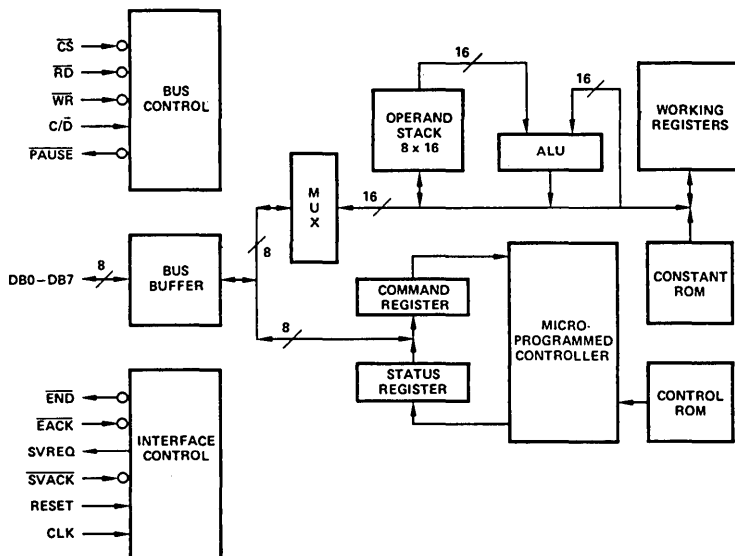 CS
RD
WR
C/D
PAUSE
BUS
CONTROL
16
OPERAND
STACK
8 x 16
16
ALU
WORKING
REGISTERS
MUX
16
8
DB0–DB7
8
BUS
BUFFER
COMMAND
REGISTER
8
STATUS
REGISTER
MICRO-
PROGRAMMED
CONTROLLER
CONSTANT
ROM
CONTROL
ROM
END
EACK
SVREQ
SVACK
RESET
CLK
INTERFACE
CONTROL